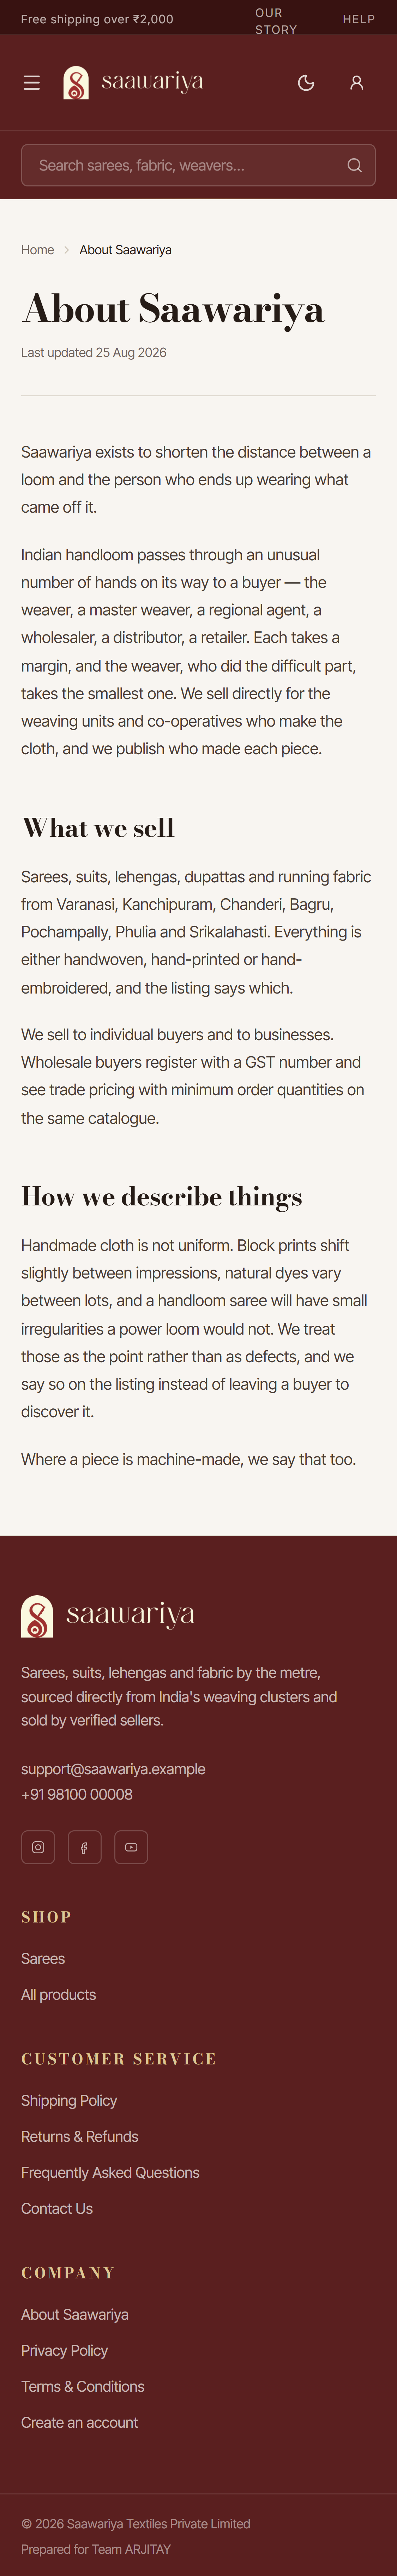 Free shipping over ₹2,000
OUR
STORY
HELP
saawariya
Search sarees, fabric, weavers...
Home
About Saawariya
About Saawariya
Last updated 25 Aug 2026
Saawariya exists to shorten the distance between a
loom and the person who ends up wearing what
came off it.
Indian handloom passes through an unusual
number of hands on its way to a buyer — the
weaver, a master weaver, a regional agent, a
wholesaler, a distributor, a retailer. Each takes a
margin, and the weaver, who did the difficult part,
takes the smallest one. We sell directly for the
weaving units and co-operatives who make the
cloth, and we publish who made each piece.
What we sell
Sarees, suits, lehengas, dupattas and running fabric
from Varanasi, Kanchipuram, Chanderi, Bagru,
Pochampally, Phulia and Srikalahasti. Everything is
either handwoven, hand-printed or hand-
embroidered, and the listing says which.
We sell to individual buyers and to businesses.
Wholesale buyers register with a GST number and
see trade pricing with minimum order quantities on
the same catalogue.
How we describe things
Handmade cloth is not uniform. Block prints shift
slightly between impressions, natural dyes vary
between lots, and a handloom saree will have small
irregularities a power loom would not. We treat
those as the point rather than as defects, and we
say so on the listing instead of leaving a buyer to
discover it.
Where a piece is machine-made, we say that too.
saawariya
Sarees, suits, lehengas and fabric by the metre,
sourced directly from India's weaving clusters and
sold by verified sellers.
support@saawariya.example
+91 98100 00008
SHOP
Sarees
All products
CUSTOMER SERVICE
Shipping Policy
Returns & Refunds
Frequently Asked Questions
Contact Us
COMPANY
About Saawariya
Privacy Policy
Terms & Conditions
Create an account
© 2026 Saawariya Textiles Private Limited
Prepared for Team ARJITAY